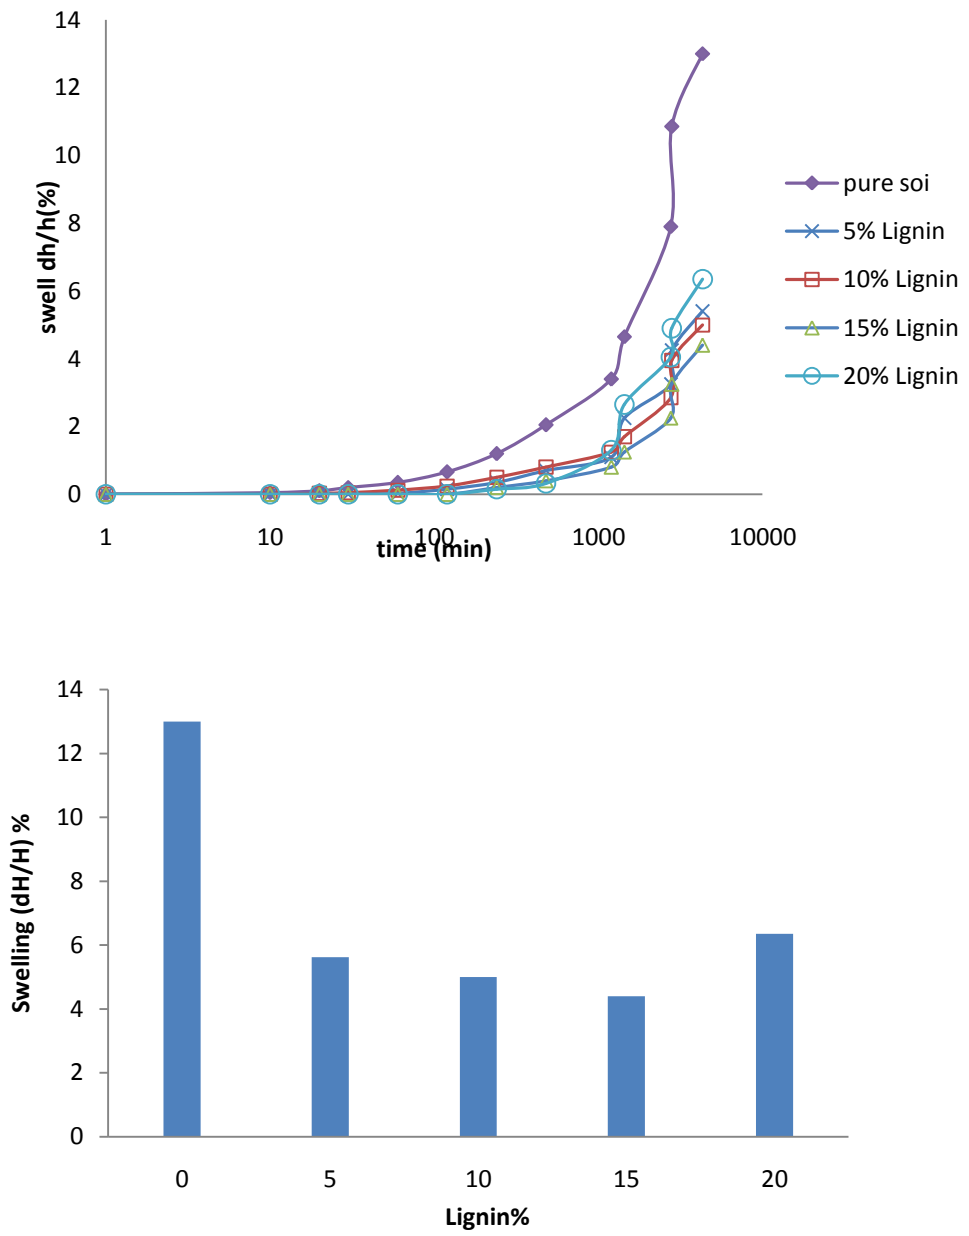 14
12
10
8
6
4
2
0
swell dh/h(%)
1 10 100 1000 10000
time (min)
pure soi
5% Lignin
10% Lignin
15% Lignin
20% Lignin
14
12
10
8
6
4
2
0
Swelling (dH/H) %
0 5 10 15 20
Lignin%